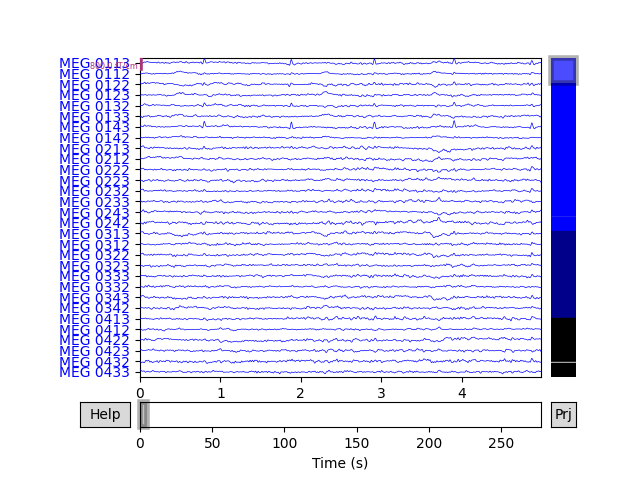 MEG 0113
MEG 0112
MEG 0122
MEG 0123
MEG 0132
MEG 0133
MEG 0143
MEG 0142
MEG 0213
MEG 0212
MEG 0222
MEG 0223
MEG 0232
MEG 0233
MEG 0243
MEG 0242
MEG 0313
MEG 0312
MEG 0322
MEG 0323
MEG 0333
MEG 0332
MEG 0343
MEG 0342
MEG 0413
MEG 0412
MEG 0422
MEG 0423
MEG 0432
MEG 0433
0 1 2 3 4
Help Prj
0 50 100 150 200 250
Time (s)